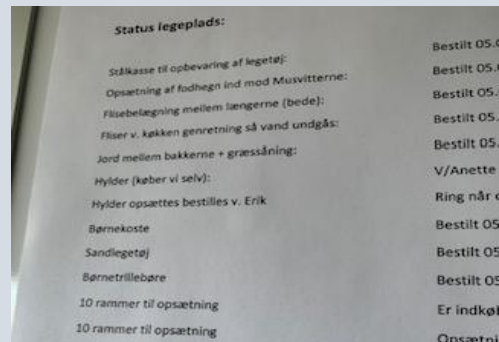 Status legeplads:
Stålkasse til opbevaring af legetøj: Bestilt 05.
Opsætning af fodhegn ind mod Musvitterne: Bestilt 05.
Flisebelægning mellem længerne (bede): Bestilt 05.
Fliser v. køkken genretning så vand undgås: Bestilt 05.
Jord mellem bakkerne + græssåning: Bestilt 05.
Hylder (køber vi selv): V/Anette
Hylder opsættes bestilles v. Erik Ring når
Børnekoste Bestilt 05
Sandlegetøj Bestilt 05
Børnetrillebøre Bestilt 05
10 rammer til opsætning Er indkø
10 rammer til opsætning Opsætni